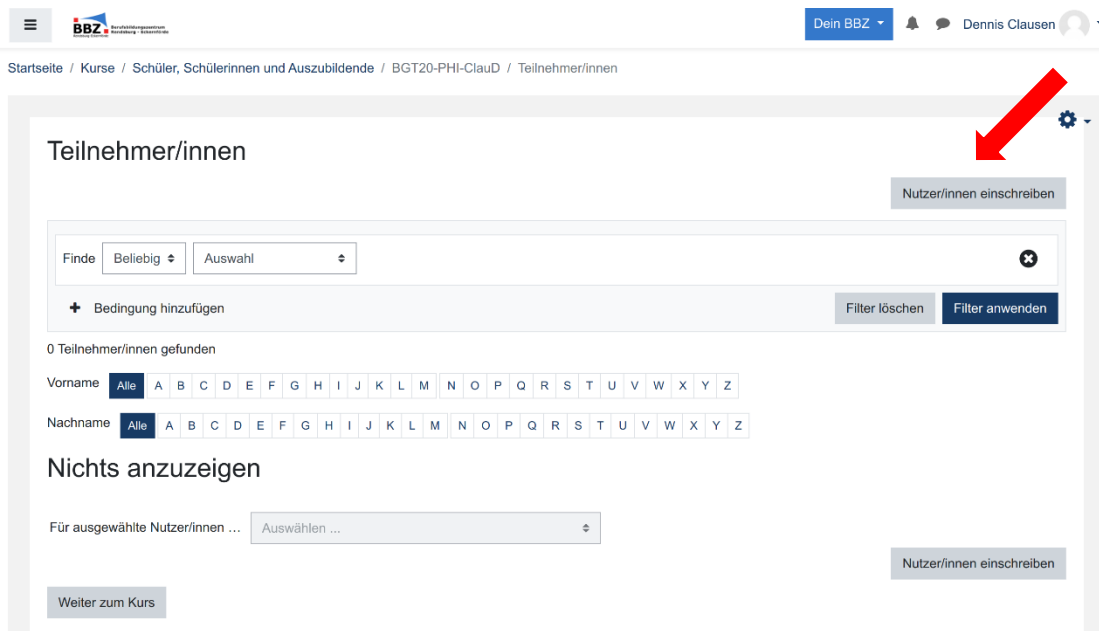 BBZ Berufsbildungszentrum Rendsburg - Eckernförde
Dein BBZ Dennis Clausen
Startseite / Kurse / Schüler, Schülerinnen und Auszubildende / BGT20-PHI-ClauD / Teilnehmer/innen
Teilnehmer/innen
Nutzer/innen einschreiben
Finde Beliebig Auswahl
Bedingung hinzufügen Filter löschen Filter anwenden
0 Teilnehmer/innen gefunden
Vorname Alle A B C D E F G H I J K L M N O P Q R S T U V W X Y Z
Nachname Alle A B C D E F G H I J K L M N O P Q R S T U V W X Y Z
Nichts anzuzeigen
Für ausgewählte Nutzer/innen ... Auswählen ...
Nutzer/innen einschreiben
Weiter zum Kurs